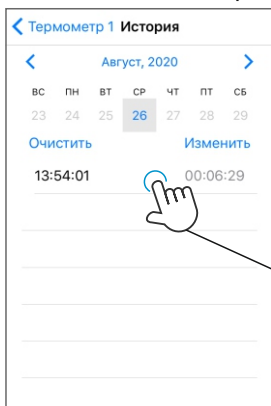 Термометр 1 История
Август, 2020
вс пн вт ср чт пт сб
23 24 25 26 27 28 29
Очистить Изменить
13:54:01 00:06:29